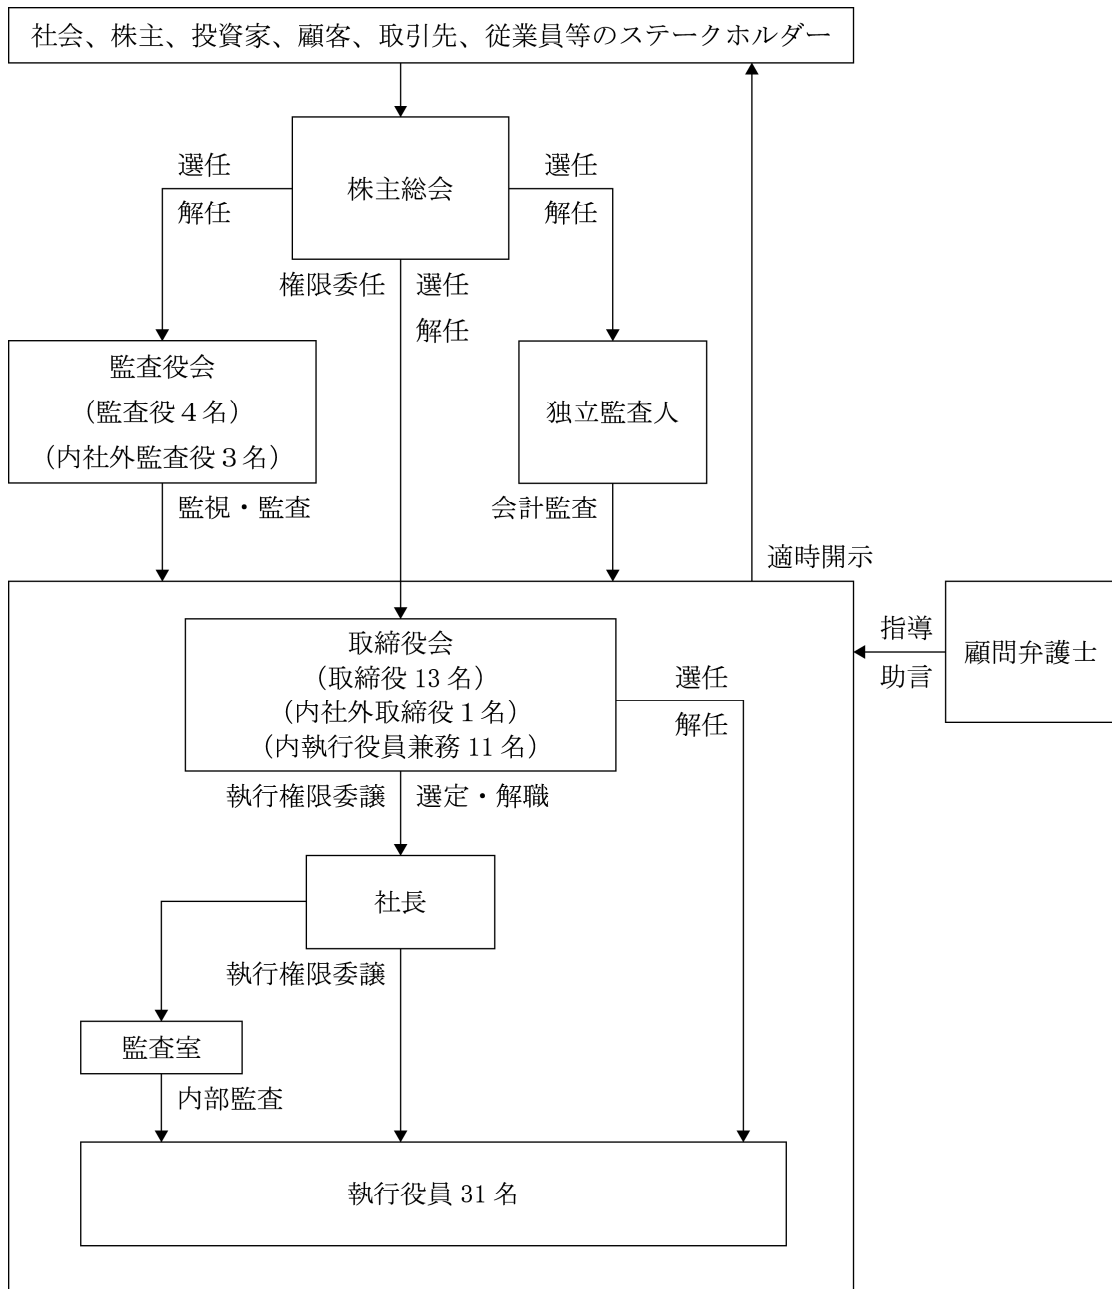 社会、株主、投資家、顧客、取引先、従業員等のステークホルダー
株主総会
選任
解任
選任
解任
権限委任
選任
解任
監査役会
（監査役４名）
（内社外監査役３名）
独立監査人
監視・監査
会計監査
適時開示
取締役会
（取締役 13 名）
（内社外取締役１名）
（内執行役員兼務 11 名）
選任
解任
指導
助言
顧問弁護士
執行権限委譲
選定・解職
社長
執行権限委譲
監査室
内部監査
執行役員 31 名